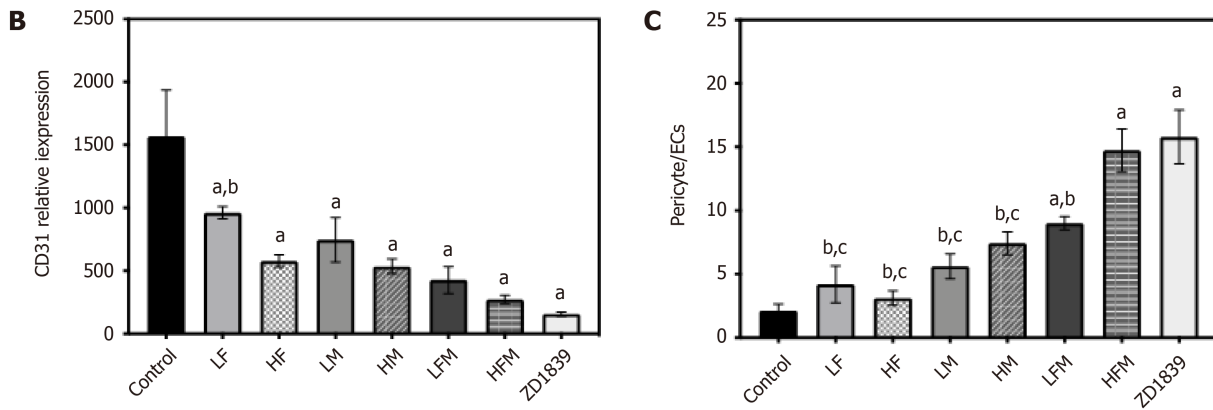 B
CD31 relative iexpression
2500
2000
1500
1000
500
0
a,b
a
a
a
a
a
a
Control
LF
HF
LM
HM
LFM
HFM
ZD1839
C
Pericyte/ECs
25
20
15
10
5
0
b,c
b,c
b,c
b,c
a,b
a
a
Control
LF
HF
LM
HM
LFM
HFM
ZD1839